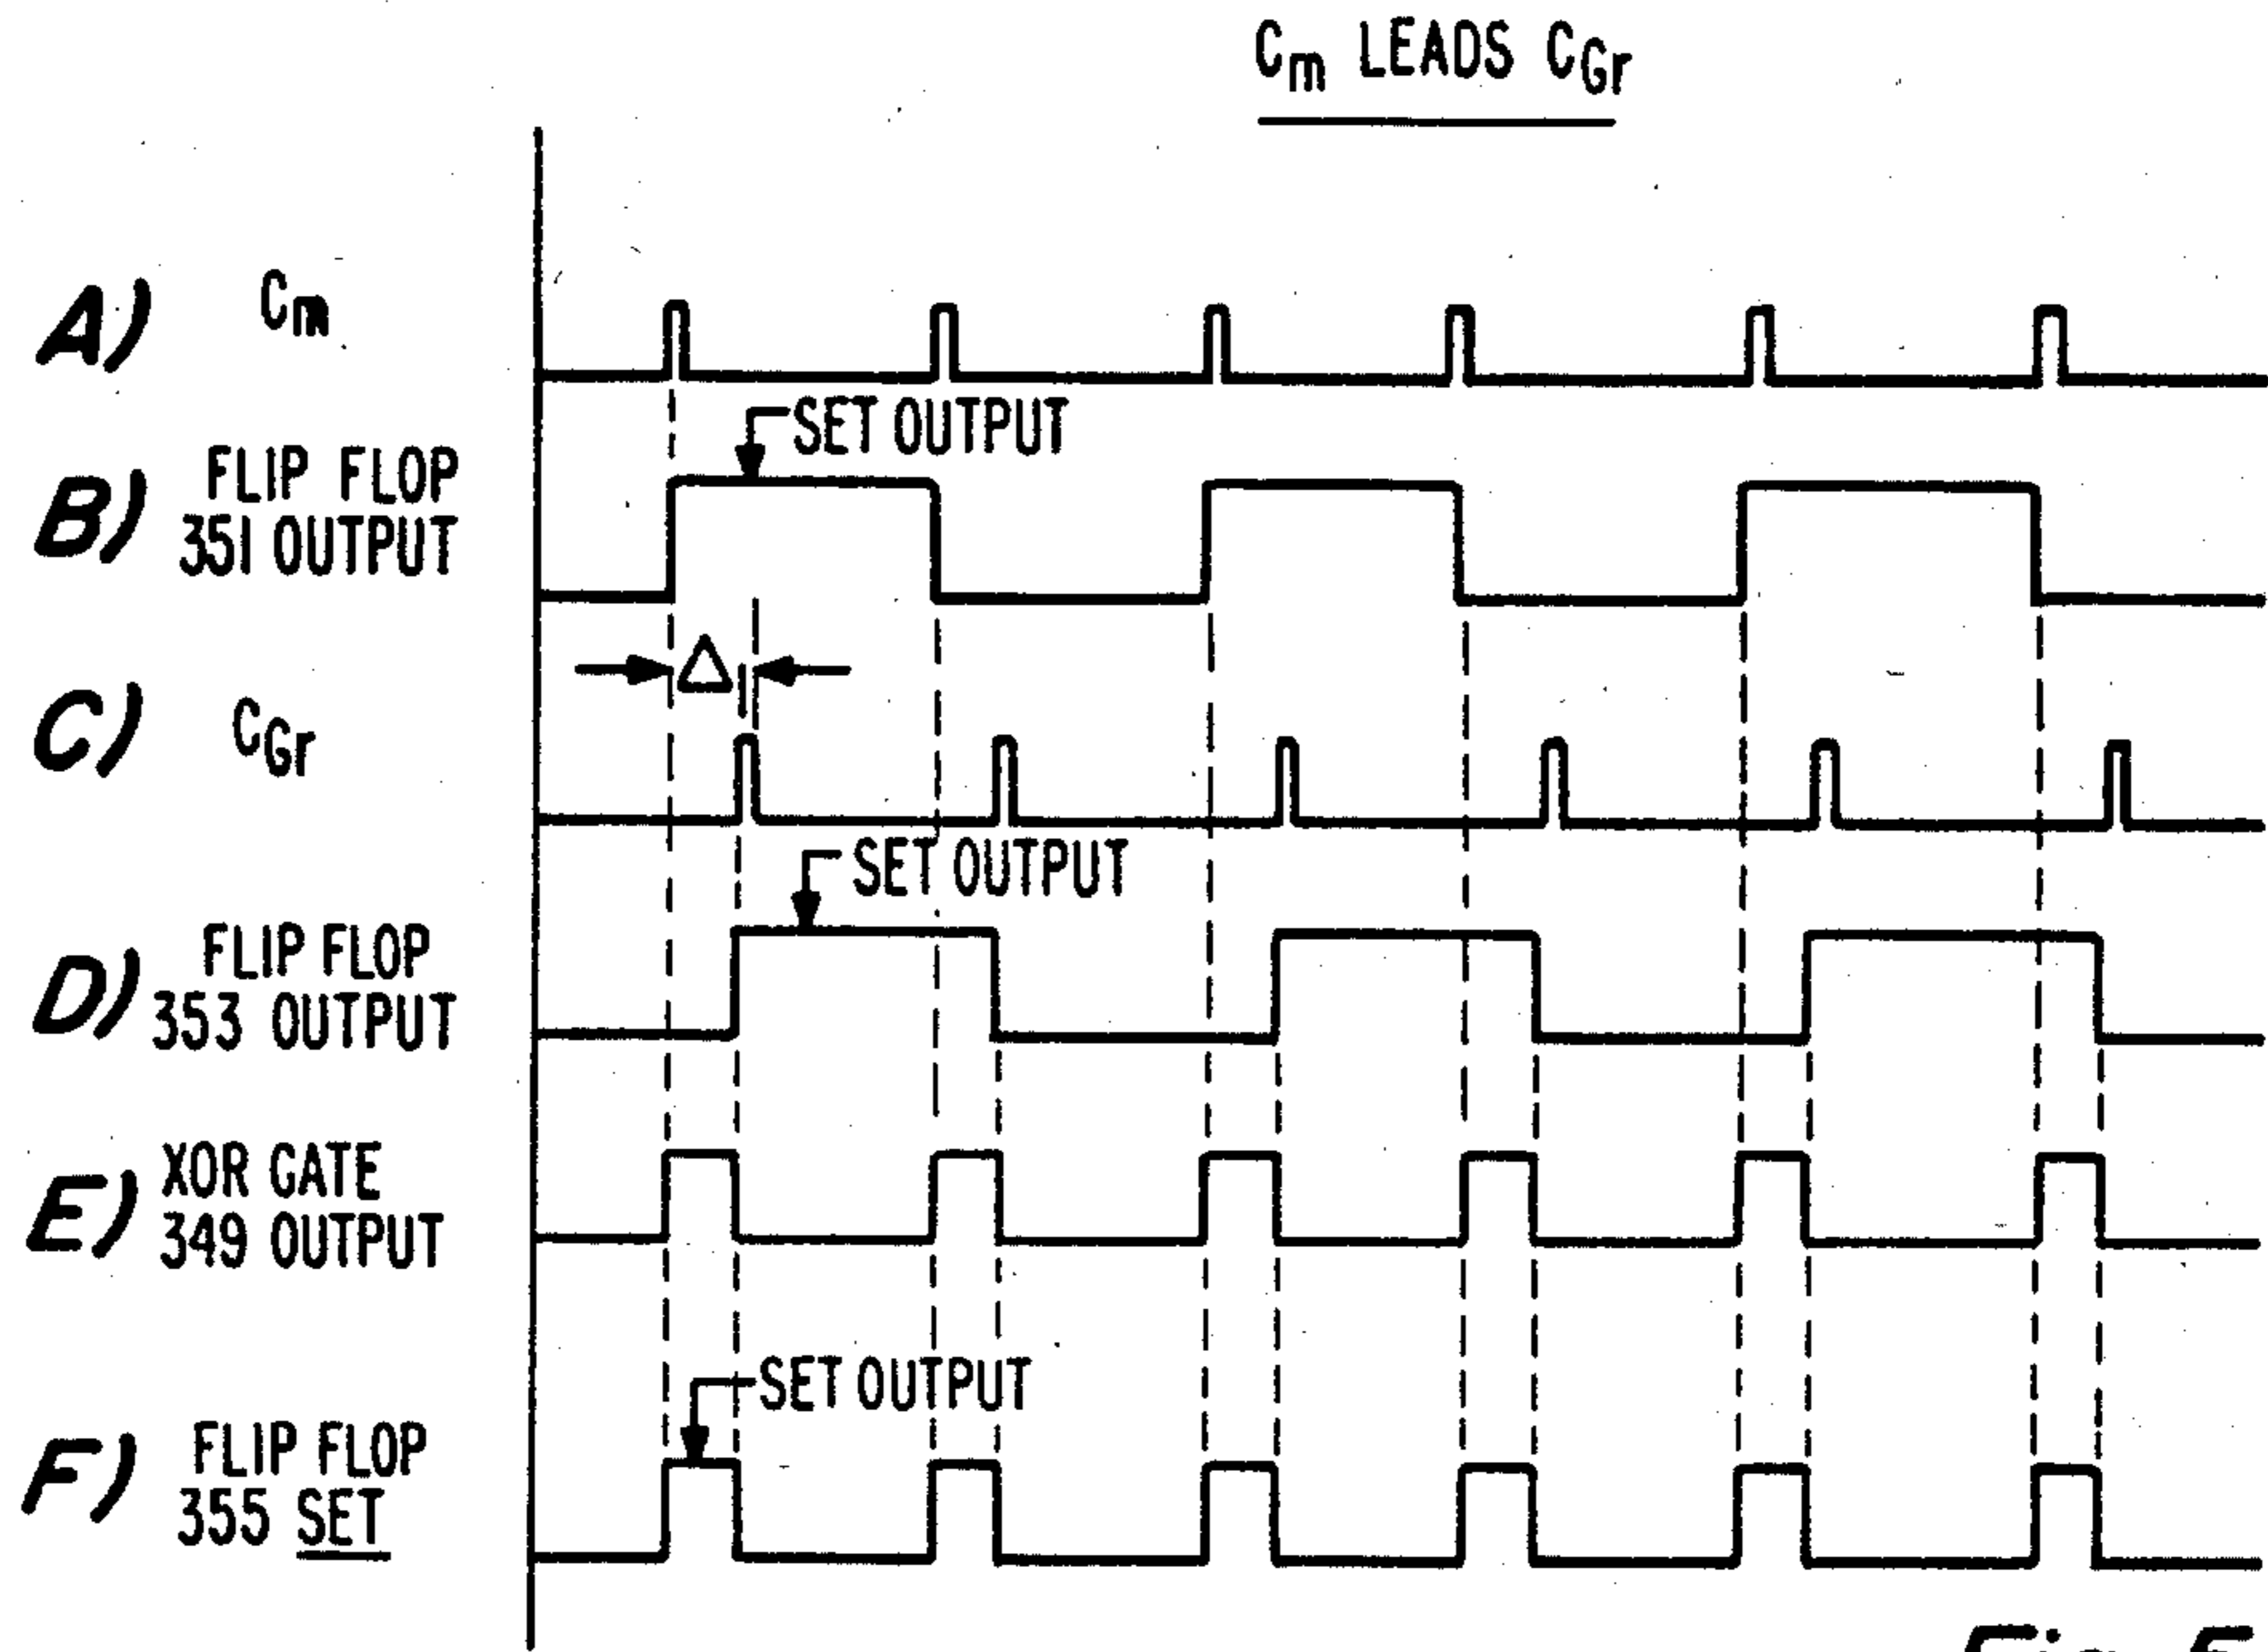 Cm LEADS CGr
A) Cm
SET OUTPUT
B) FLIP FLOP
351 OUTPUT
Δ
C) CGr
SET OUTPUT
D) FLIP FLOP
353 OUTPUT
E) XOR GATE
349 OUTPUT
SET OUTPUT
F) FLIP FLOP
355 SET